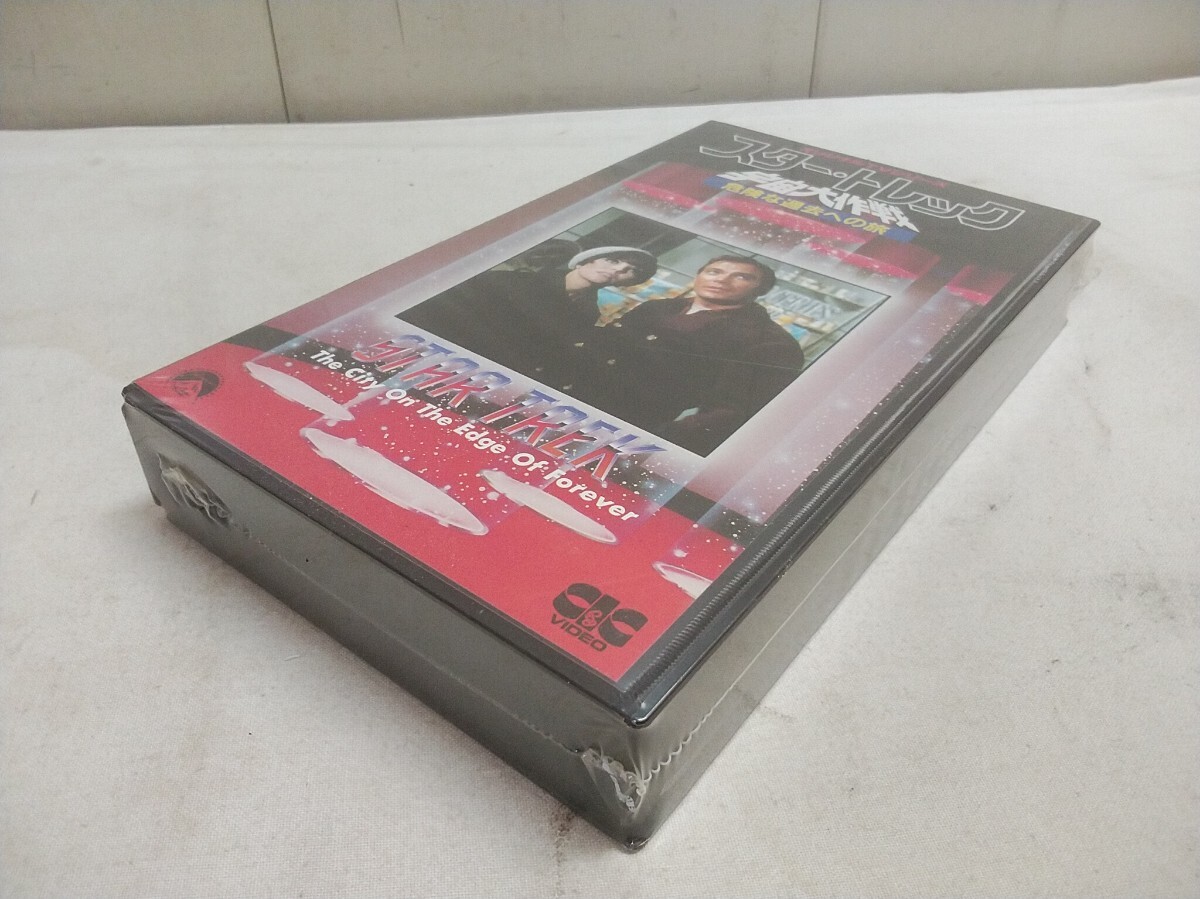 スター・トレック
宇宙大作戦
危険な過去への旅
STAR TREK
The City On The Edge Of Forever
CIC
&
VIDEO